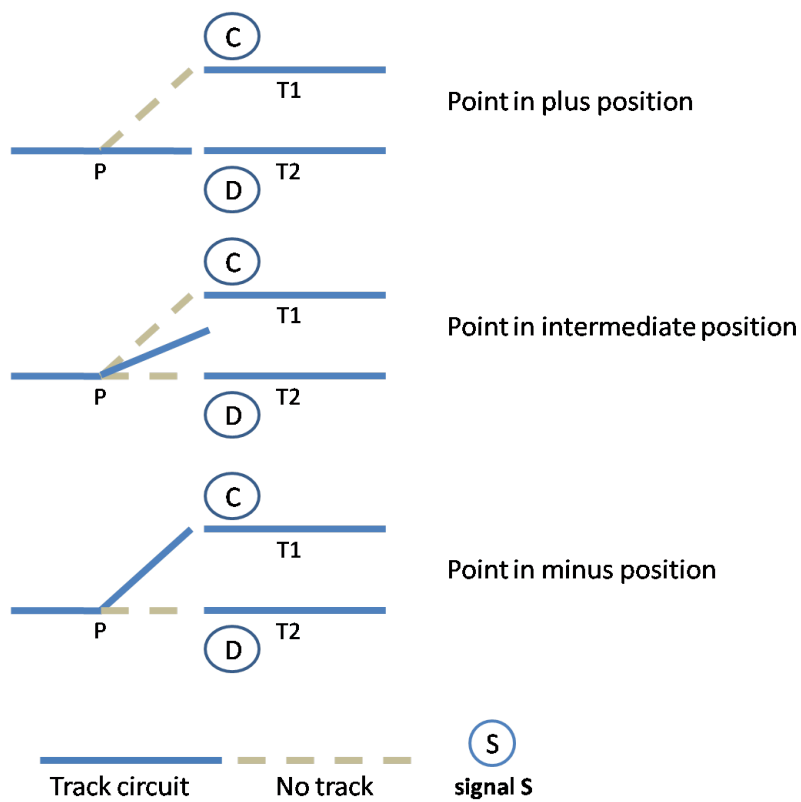 C
T1
Point in plus position
P
T2
D
C
T1
Point in intermediate position
P
T2
D
C
T1
Point in minus position
P
T2
D
S
Track circuit
No track
signal S